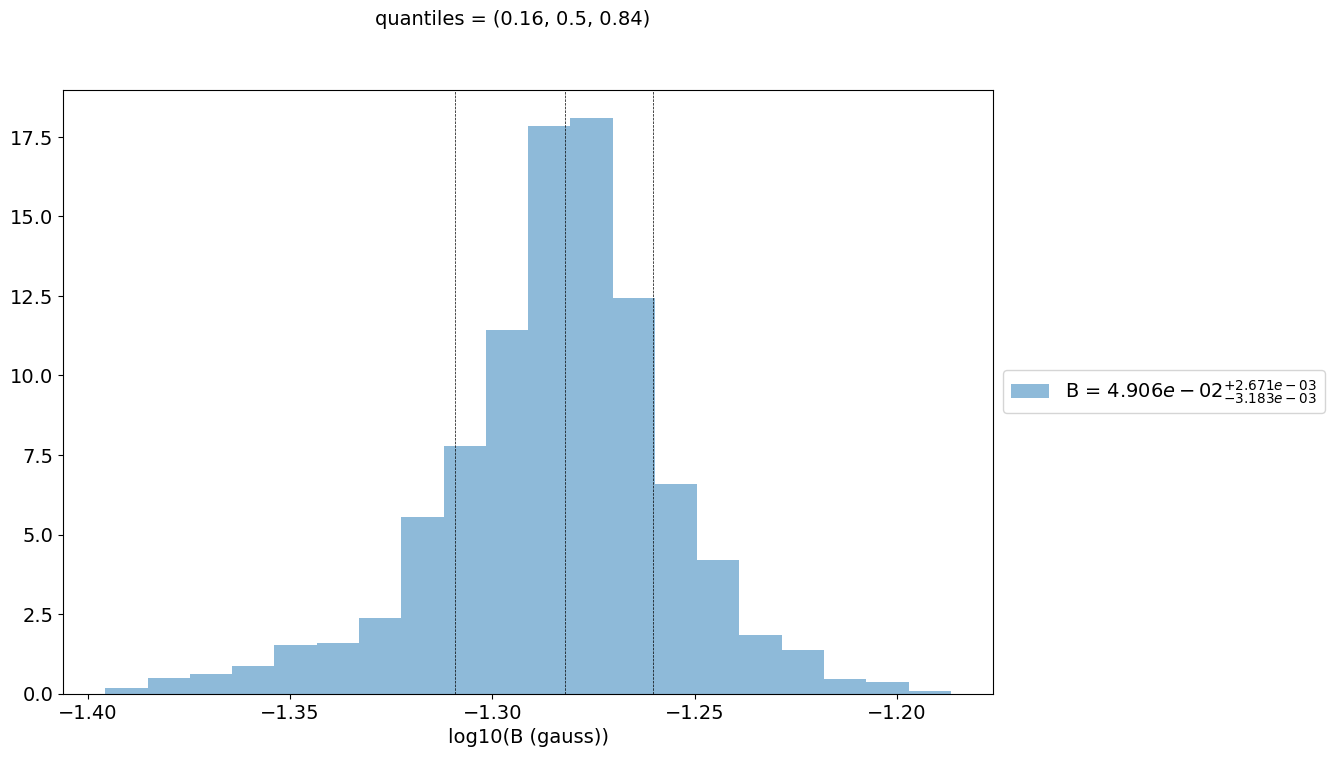 quantiles = (0.16, 0.5, 0.84)
17.5
15.0
12.5
10.0
7.5
5.0
2.5
0.0
−1.40 −1.35 −1.30 −1.25 −1.20
log10(B (gauss))
B = 4.906e − 02 +2.671e−03 −3.183e−03